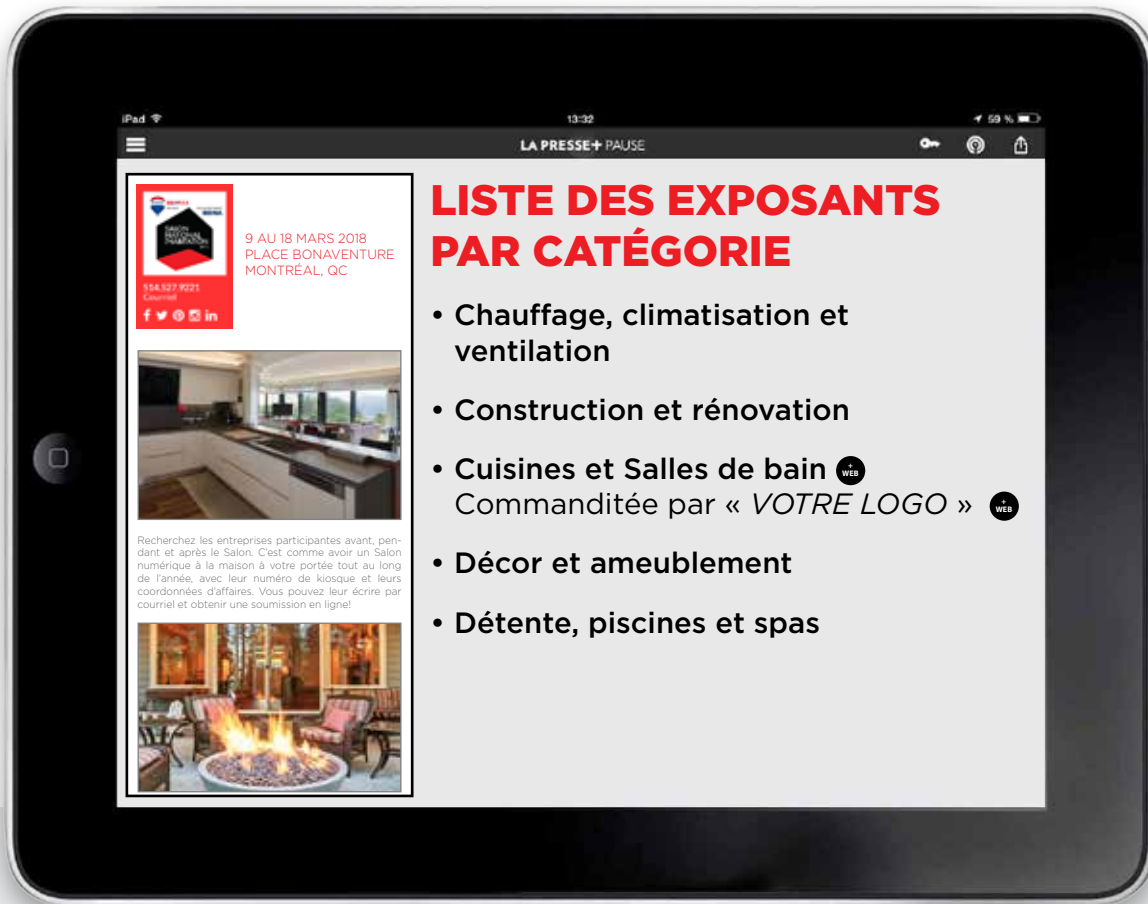 iPad
13:32
59 %
LA PRESSE+ PAUSE
SALON
NATIONAL
514.527.9221
Courriel
9 AU 18 MARS 2018
PLACE BONAVENTURE
MONTRÉAL, QC
Recherchez les entreprises participantes avant, pen-
dant et après le Salon. C'est comme avoir un Salon
numérique à la maison à votre portée tout au long
de l'année, avec leur numéro de kiosque et leurs
coordonnées d'affaires. Vous pouvez leur écrire par
courriel et obtenir une soumission en ligne!
LISTE DES EXPOSANTS
PAR CATÉGORIE
• Chauffage, climatisation et
ventilation
• Construction et rénovation
• Cuisines et Salles de bain + WEB
Commanditée par « VOTRE LOGO » + WEB
• Décor et ameublement
• Détente, piscines et spas